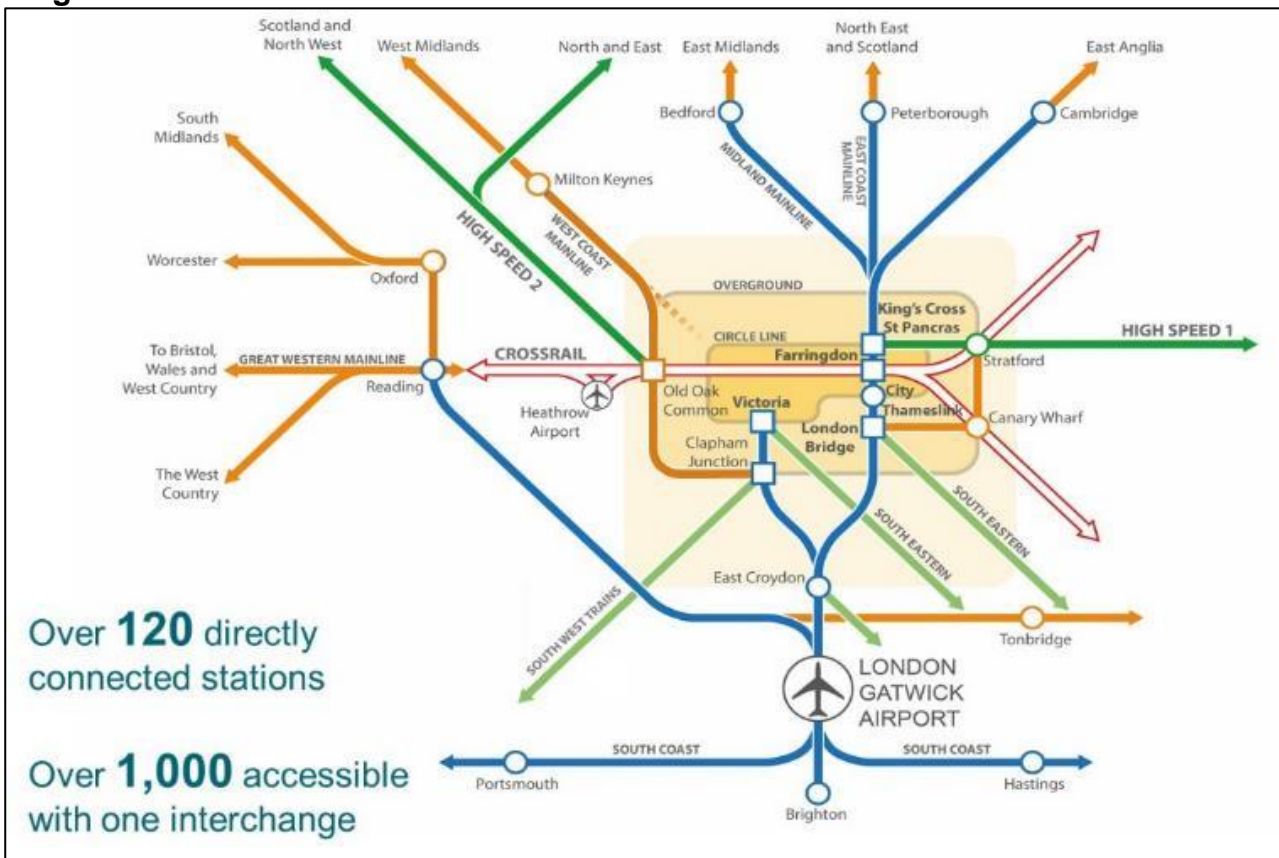 Scotland and
North West
West Midlands
North and East
East Midlands
North East
and Scotland
East Anglia
South
Midlands
Bedford
Peterborough
Cambridge
MIDLAND MAINLINE
EAST COAST
MAINLINE
Milton Keynes
HIGH SPEED 2
WEST COAST
MAINLINE
Worcester
Oxford
OVERGROUND
King's Cross
St Pancras
CIRCLE LINE
HIGH SPEED 1
To Bristol,
Wales and
West Country
GREAT WESTERN MAINLINE
Reading
CROSSRAIL
Farringdon
Stratford
Heathrow
Airport
Old Oak
Common
Victoria
City
Thameslink
Canary Wharf
London
Bridge
Clapham
Junction
The West
Country
SOUTH EASTERN
SOUTH EASTERN
East Croydon
SOUTH WEST TRAINS
Tonbridge
Over 120 directly
connected stations
LONDON
GATWICK
AIRPORT
SOUTH COAST
SOUTH COAST
Portsmouth
Hastings
Brighton
Over 1,000 accessible
with one interchange